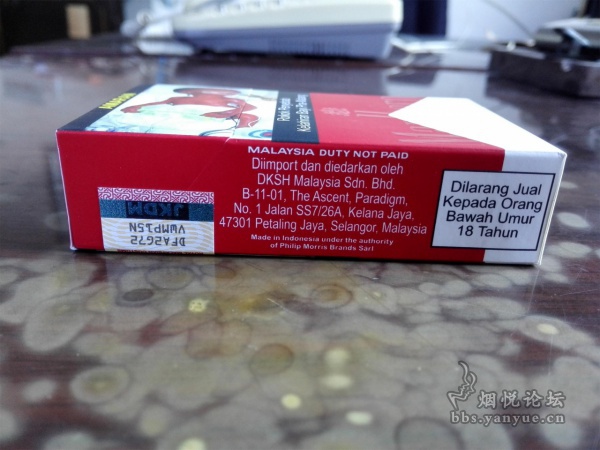 MALAYSIA DUTY NOT PAID
Diimport dan diedarkan oleh
DKSH Malaysia Sdn. Bhd.
B-11-01, The Ascent, Paradigm,
No. 1 Jalan SS7/26A, Kelana Jaya,
47301 Petaling Jaya, Selangor, Malaysia
Made in Indonesia under the authority
of Philip Morris Brands Sàrl
Dilarang Jual
Kepada Orang
Bawah Umur
18 Tahun
DFA2G72
VWMP15N
烟悦论坛
bbs.yanyue.cn